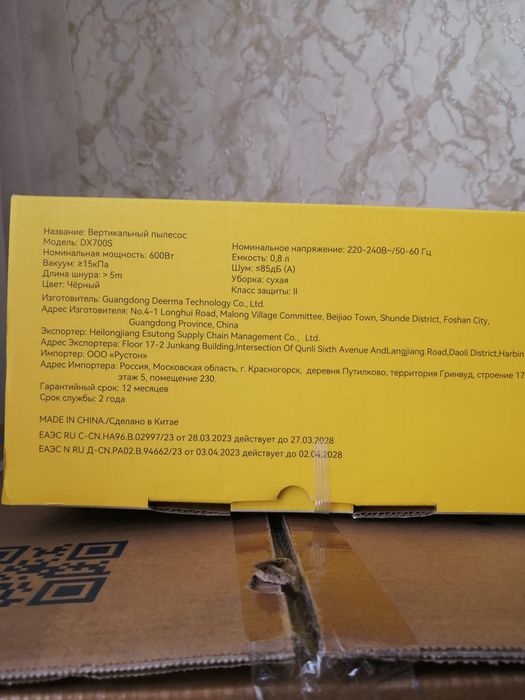 Название: Вертикальный пылесос
Модель: DX700S
Номинальная мощность: 600Вт
Вакуум: ≥15кПа
Длина шнура: > 5m
Цвет: Чёрный
Номинальное напряжение: 220-240В~/50-60 Гц
Емкость: 0,8 л
Шум: ≤85дБ (A)
Уборка: сухая
Класс защиты: II
Изготовитель: Guangdong Deerma Technology Co., Ltd.
Адрес Изготовителя: No.4-1 Longhui Road, Malong Village Committee, Beijiao Town, Shunde District, Foshan City,
Guangdong Province, China
Экспортер: Heilongjiang Esutong Supply Chain Management Co., Ltd.
Адрес Экспортера: Floor 17-2 Junkang Building,Intersection Of Qunli Sixth Avenue AndLangjiang Road,Daoli District,Harbin
Импортер: ООО «Рустон»
Адрес Импортера: Россия, Московская область, г. Красногорск, деревня Путилково, территория Гринвуд, строение 17
этаж 5, помещение 230.
Гарантийный срок: 12 месяцев
Срок службы: 2 года
MADE IN CHINA./Сделано в Китае
ЕАЭС RU C-CN.HA96.B.02997/23 от 28.03.2023 действует до 27.03.2028
ЕАЭС N RU Д-CN.PA02.B.94662/23 от 03.04.2023 действует до 02.04.2028